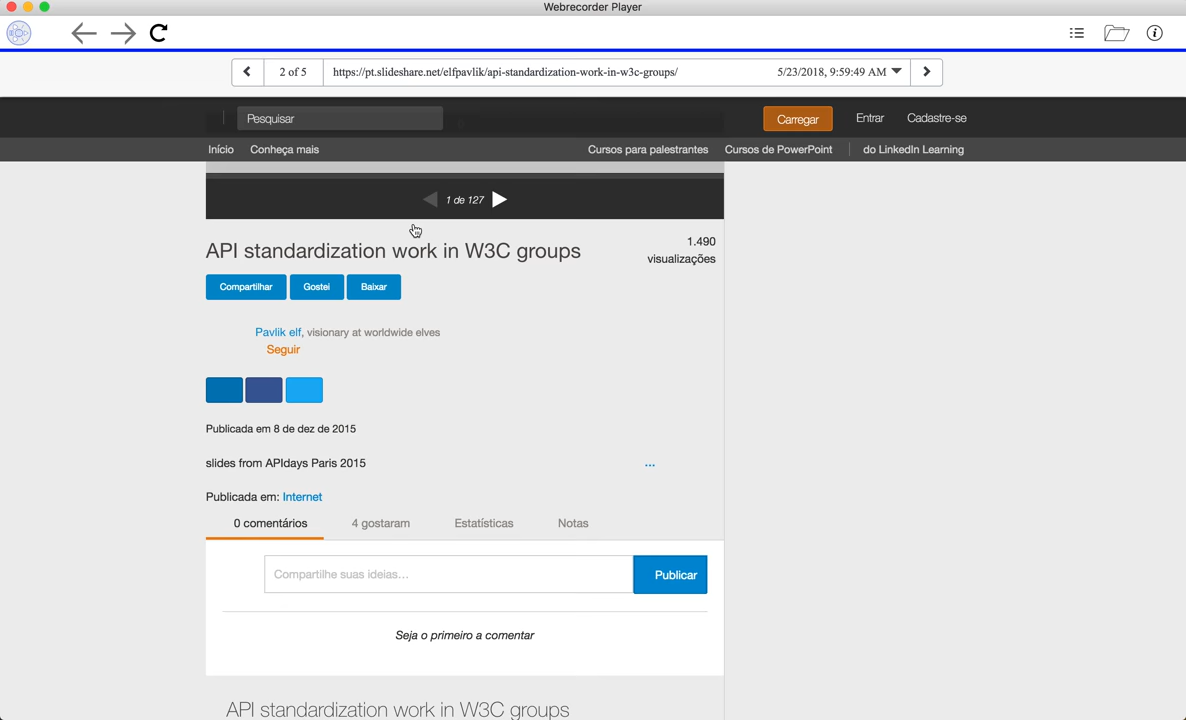 Webrecorder Player
2 of 5 https://pt.slideshare.net/elfpavlik/api-standardization-work-in-w3c-groups/ 5/23/2018, 9:59:49 AM
Pesquisar Carregar Entrar Cadastre-se
Início Conheça mais Cursos para palestrantes Cursos de PowerPoint do LinkedIn Learning
1 de 127
API standardization work in W3C groups
1.490
visualizações
Compartilhar Gostei Baixar
Pavlik elf, visionary at worldwide elves
Seguir
Publicada em 8 de dez de 2015
slides from APIdays Paris 2015 ...
Publicada em: Internet
0 comentários 4 gostaram Estatísticas Notas
Compartilhe suas ideias... Publicar
Seja o primeiro a comentar
API standardization work in W3C groups